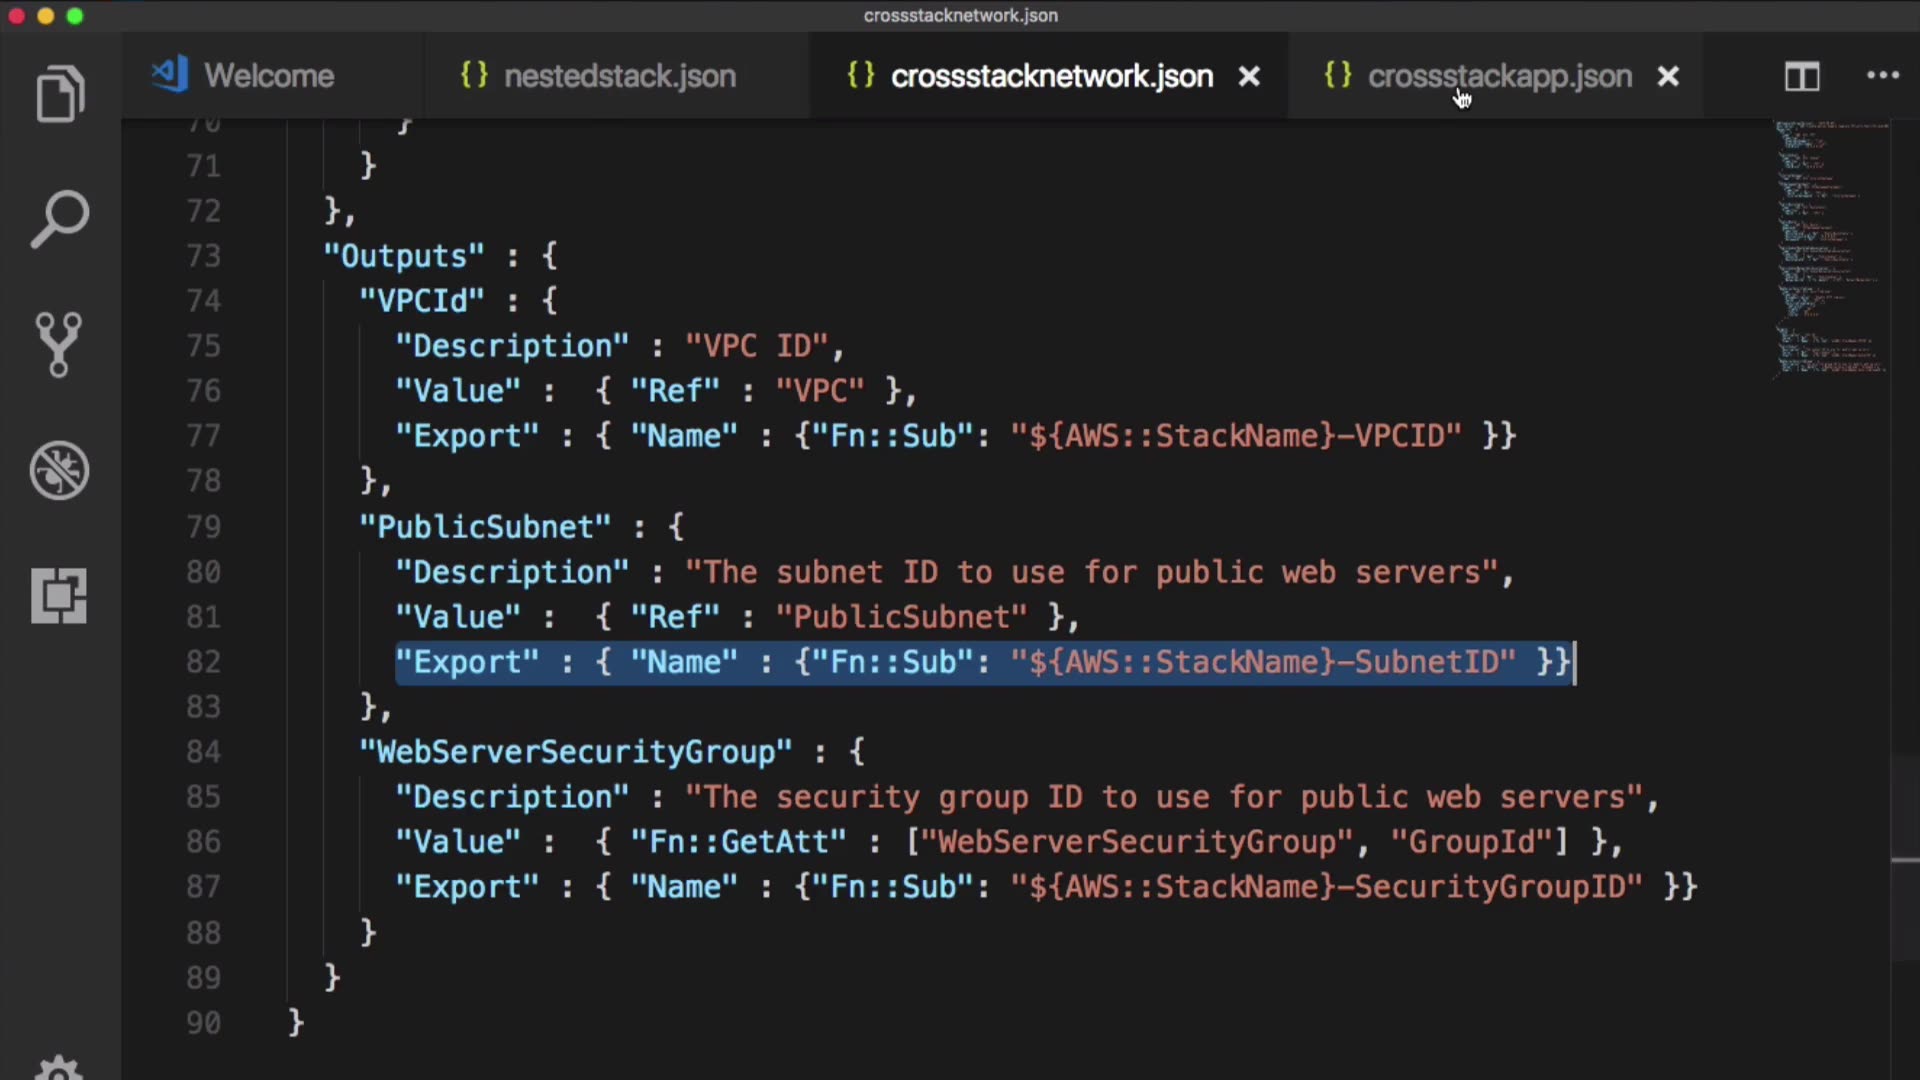 crossstacknetwork.json
Welcome
{} nestedstack.json
{} crossstacknetwork.json ×
{} crossstackapp.json × ...
70 }
71 }
72 },
73 "Outputs" : {
74 "VPCId" : {
75 "Description" : "VPC ID",
76 "Value" : { "Ref" : "VPC" },
77 "Export" : { "Name" : {"Fn::Sub": "${AWS::StackName}-VPCID" }}
78 },
79 "PublicSubnet" : {
80 "Description" : "The subnet ID to use for public web servers",
81 "Value" : { "Ref" : "PublicSubnet" },
82 "Export" : { "Name" : {"Fn::Sub": "${AWS::StackName}-SubnetID" }}
83 },
84 "WebServerSecurityGroup" : {
85 "Description" : "The security group ID to use for public web servers",
86 "Value" : { "Fn::GetAtt" : ["WebServerSecurityGroup", "GroupId"] },
87 "Export" : { "Name" : {"Fn::Sub": "${AWS::StackName}-SecurityGroupID" }}
88 }
89 }
90 }